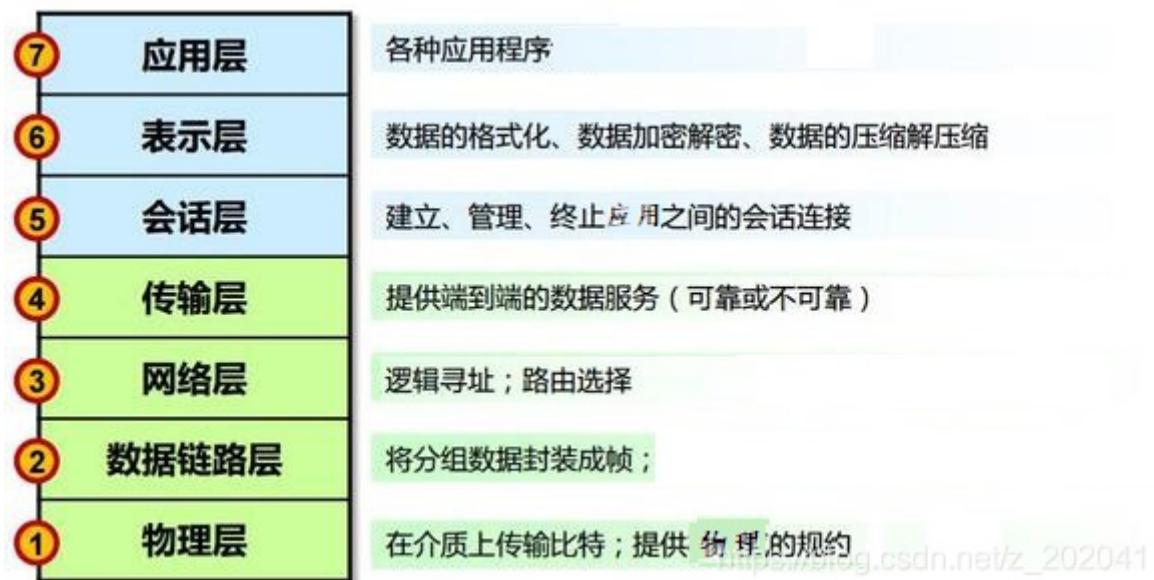 7 应用层 各种应用程序
6 表示层 数据的格式化、数据加密解密、数据的压缩解压缩
5 会话层 建立、管理、终止应用之间的会话连接
4 传输层 提供端到端的数据服务(可靠或不可靠)
3 网络层 逻辑寻址;路由选择
2 数据链路层 将分组数据封装成帧;
1 物理层 在介质上传输比特;提供物理的规约
https://blog.csdn.net/z_202041